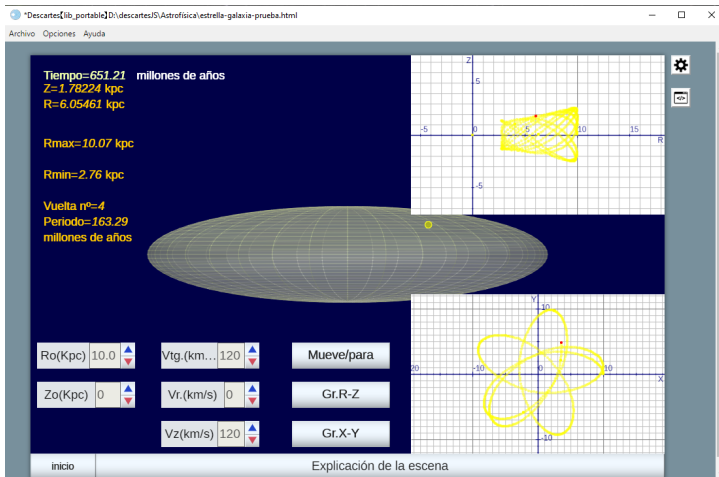 *Descartes【lib_portable】D:\descartesJS\Astrofísica\estrella-galaxia-prueba.html
Archivo Opciones Ayuda
Tiempo=651.21 millones de años
Z=1.78224 kpc
R=6.05461 kpc
Rmax=10.07 kpc
Rmin=2.76 kpc
Vuelta nº=4
Periodo=163.29
millones de años
Z
5
-5 0 5 10 15
R
-5
Y
10
20 -10 0 10
X
-10
Ro(Kpc) 10.0 Vtg.(km... 120 Mueve/para
Zo(Kpc) 0 Vr.(km/s) 0 Gr.R-Z
Vz(km/s) 120 Gr.X-Y
inicio Explicación de la escena